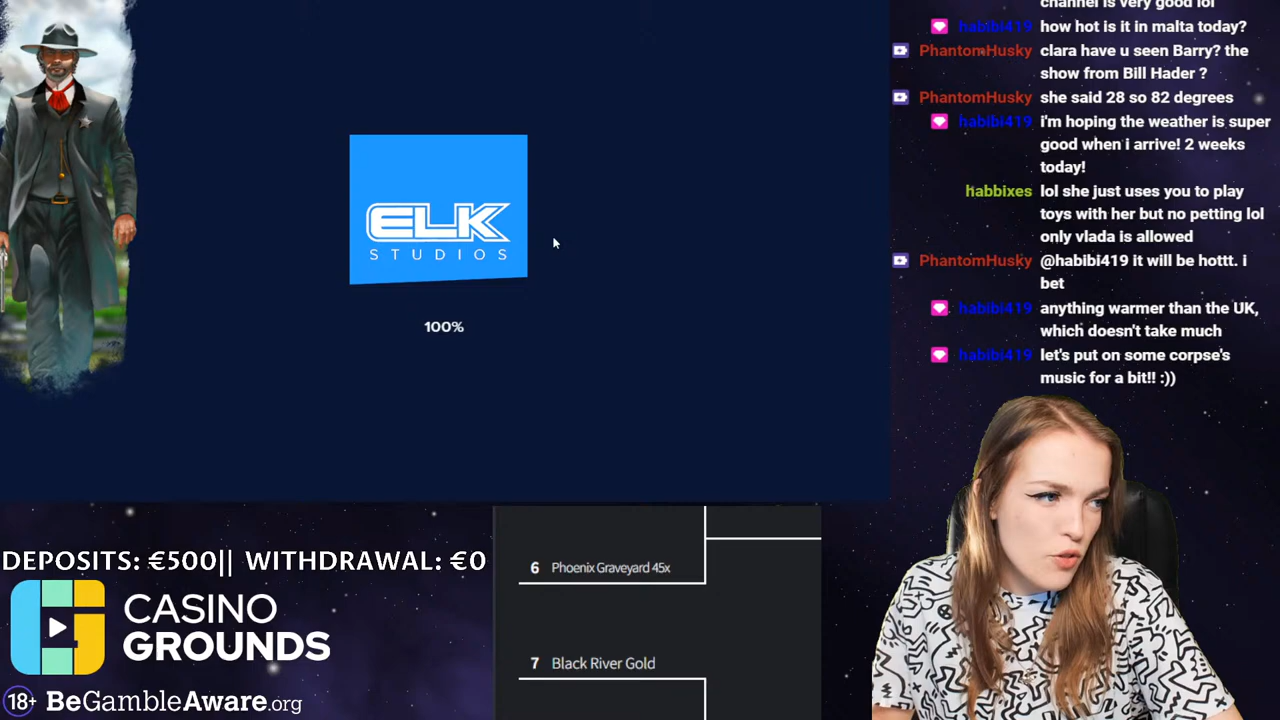 ELK
STUDIOS
100%
channel is very good lol
habibi419 how hot is it in malta today?
PhantomHusky clara have u seen Barry? the
show from Bill Hader ?
PhantomHusky she said 28 so 82 degrees
habibi419 i'm hoping the weather is super
good when i arrive! 2 weeks
today!
habbixes lol she just uses you to play
toys with her but no petting lol
only vlada is allowed
PhantomHusky @habibi419 it will be hottt. i
bet
habibi419 anything warmer than the UK,
which doesn't take much
habibi419 let's put on some corpse's
music for a bit!! :))
DEPOSITS: €500|| WITHDRAWAL: €0
CASINO
GROUNDS
18+ BeGambleAware.org
6 Phoenix Graveyard 45x
7 Black River Gold